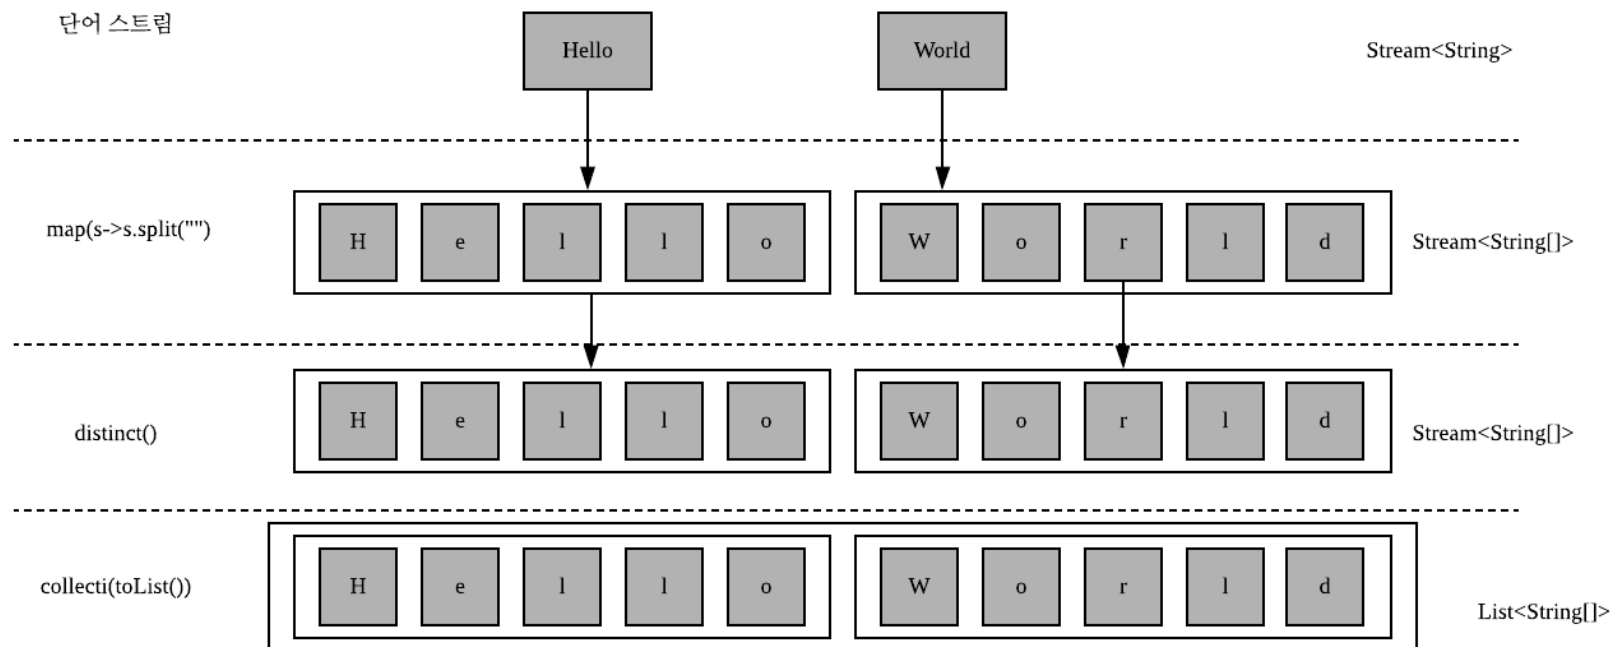 단어 스트림
Hello
World
Stream<String>
map(s->s.split("")
H e l l o
W o r l d
Stream<String[]>
distinct()
H e l l o
W o r l d
Stream<String[]>
collecti(toList())
H e l l o
W o r l d
List<String[]>